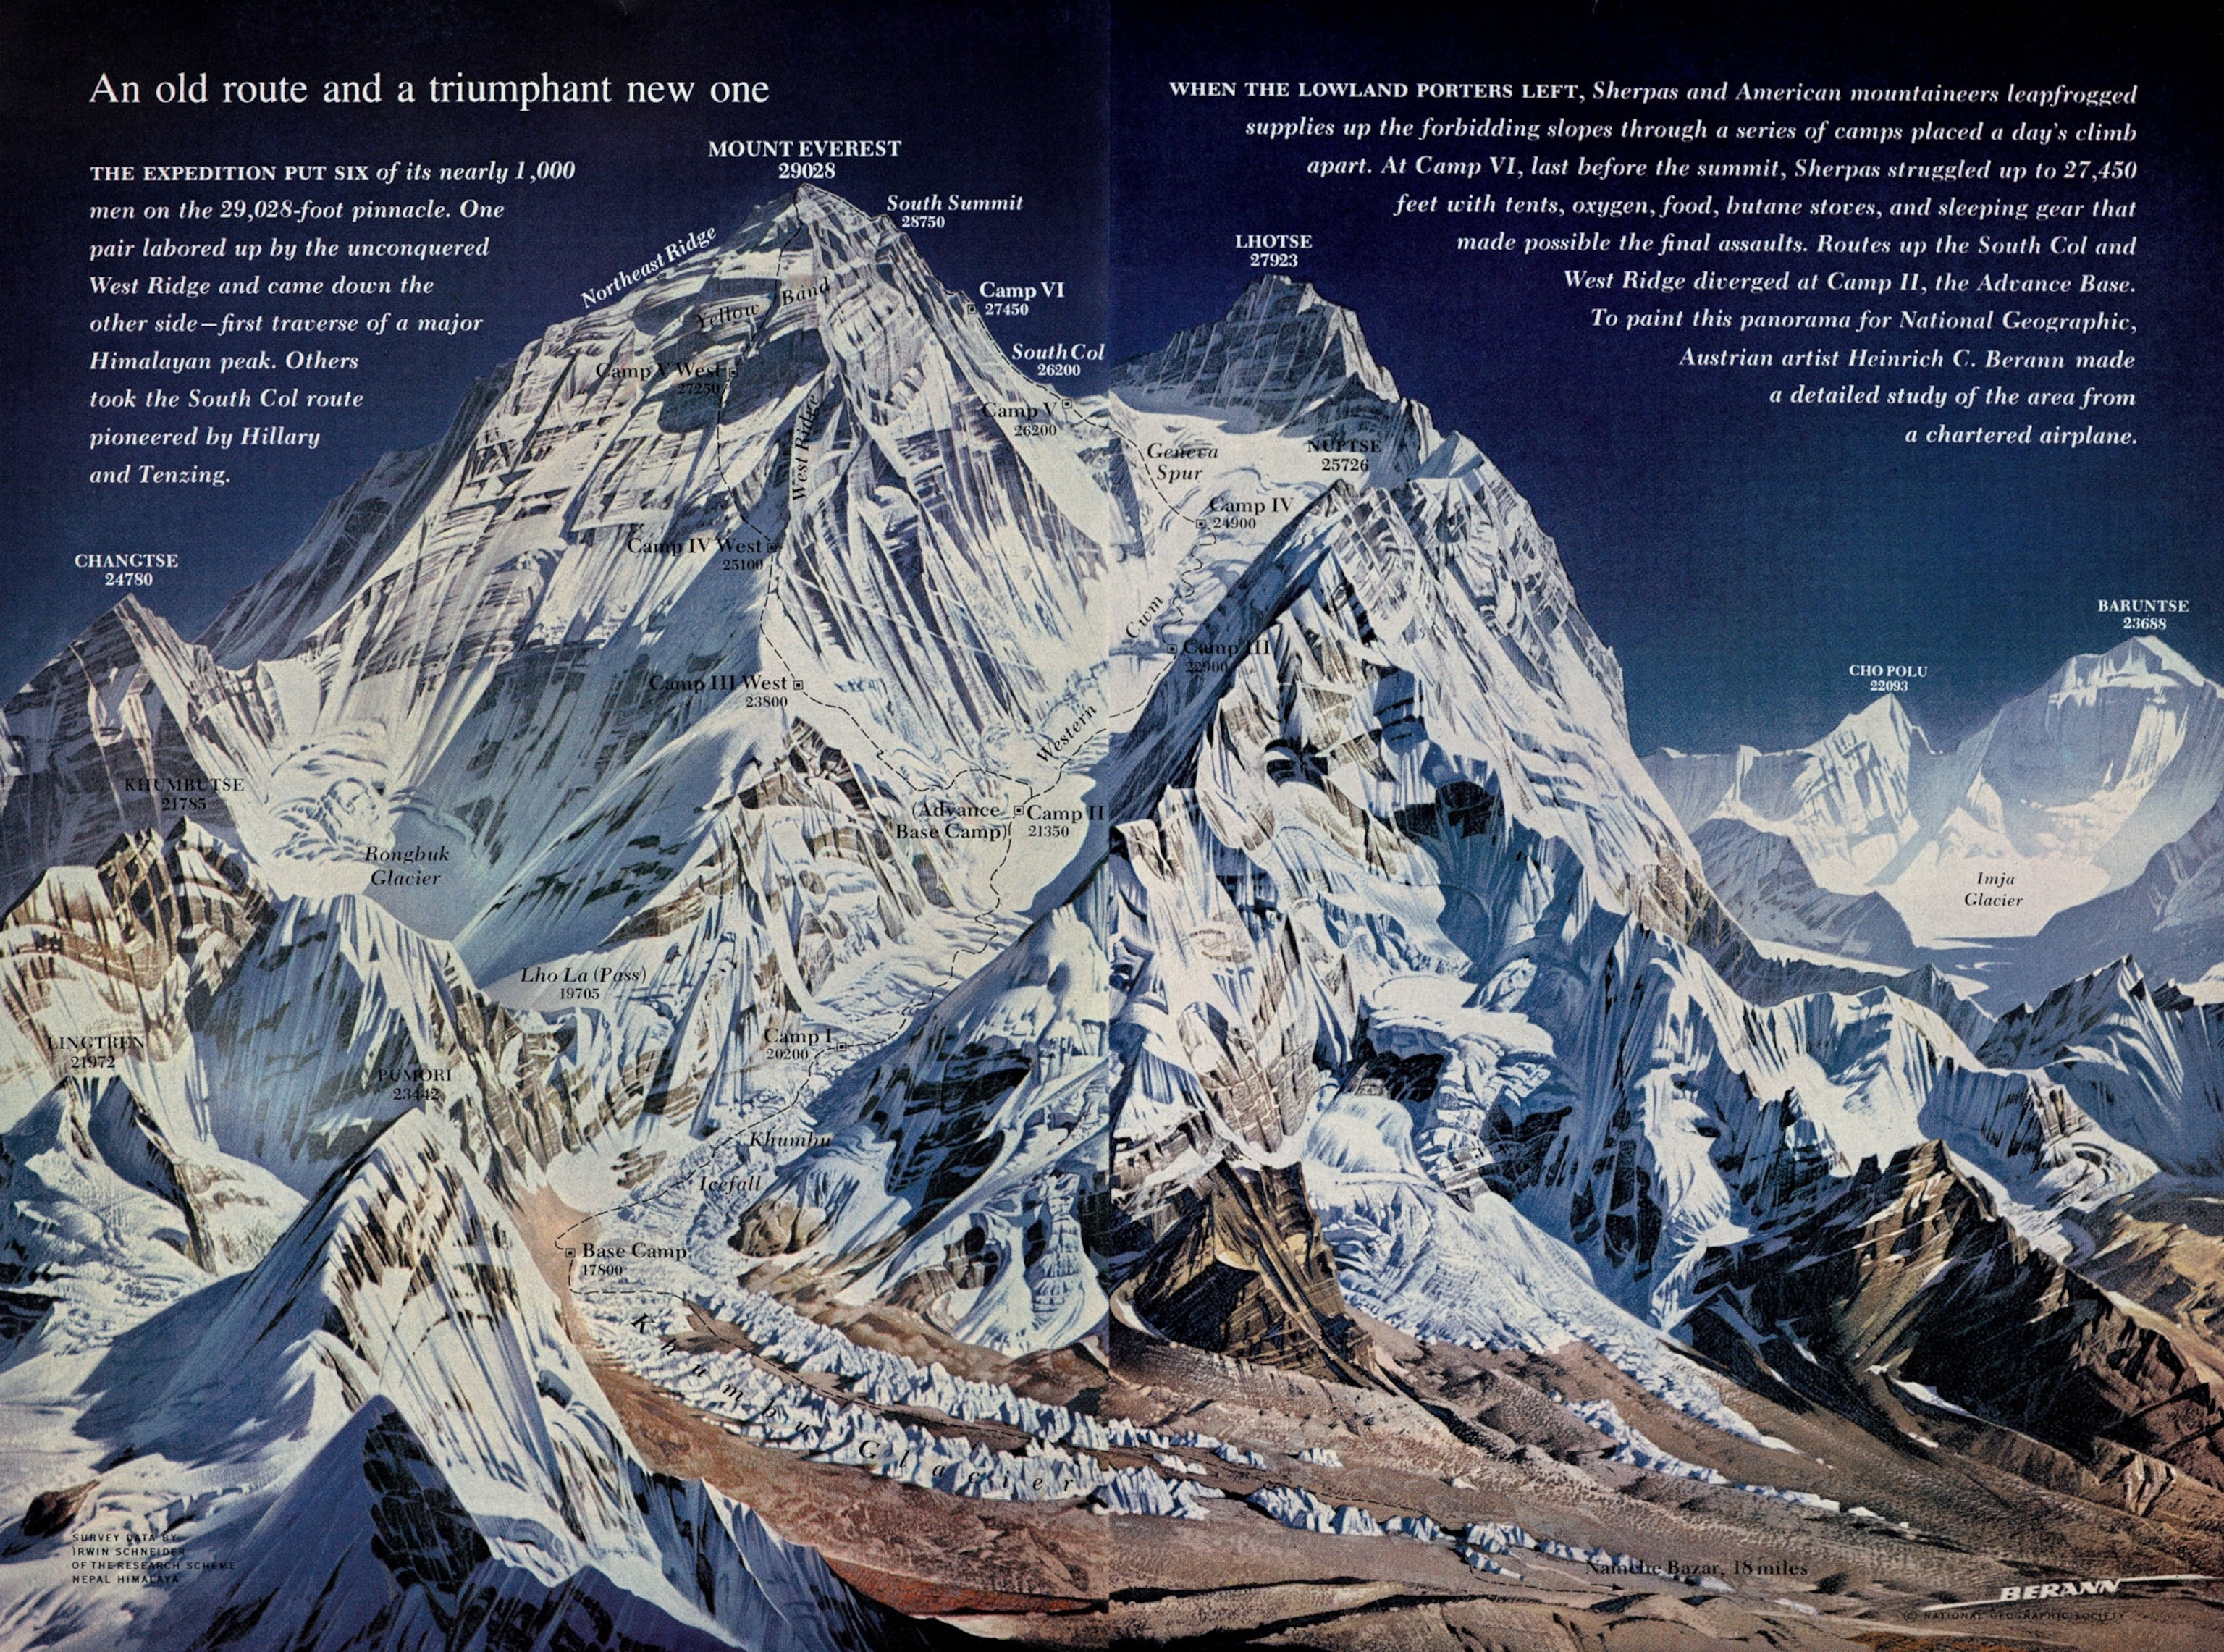 An old route and a triumphant new one
THE EXPEDITION PUT SIX of its nearly 1,000
men on the 29,028-foot pinnacle. One
pair labored up by the unconquered
West Ridge and came down the
other side—first traverse of a major
Himalayan peak. Others
took the South Col route
pioneered by Hillary
and Tenzing.
WHEN THE LOWLAND PORTERS LEFT, Sherpas and American mountaineers leapfrogged
supplies up the forbidding slopes through a series of camps placed a day's climb
apart. At Camp VI, last before the summit, Sherpas struggled up to 27,450
feet with tents, oxygen, food, butane stoves, and sleeping gear that
made possible the final assaults. Routes up the South Col and
West Ridge diverged at Camp II, the Advance Base.
To paint this panorama for National Geographic,
Austrian artist Heinrich C. Berann made
a detailed study of the area from
a chartered airplane.
MOUNT EVEREST
29028
South Summit
28750
Northeast Ridge
LHOTSE
27923
Yellow Band
Camp VI
27450
South Col
26200
Camp V West
27250
Camp V
26200
West Ridge
Geneva
Spur
NUPTSE
25726
Camp IV
24900
Camp IV West
25100
CHANGTSE
24780
BARUNTSE
23688
Cwm
Camp III
22900
CHO POLU
22093
Camp III West
23800
Western
KHUMBUTSE
21785
(Advance
Base Camp)
Camp II
21350
Rongbuk
Glacier
Imja
Glacier
Lho La (Pass)
19705
LINGTREN
21972
Camp I
20200
PUMORI
23442
Khumbu
Icefall
Base Camp
17800
Khumbu Glacier
SURVEY DATA BY
IRWIN SCHNEIDER
OF THE RESEARCH SCHEME
NEPAL HIMALAYA
Namche Bazar, 18 miles
BERANN
(C) NATIONAL GEOGRAPHIC SOCIETY